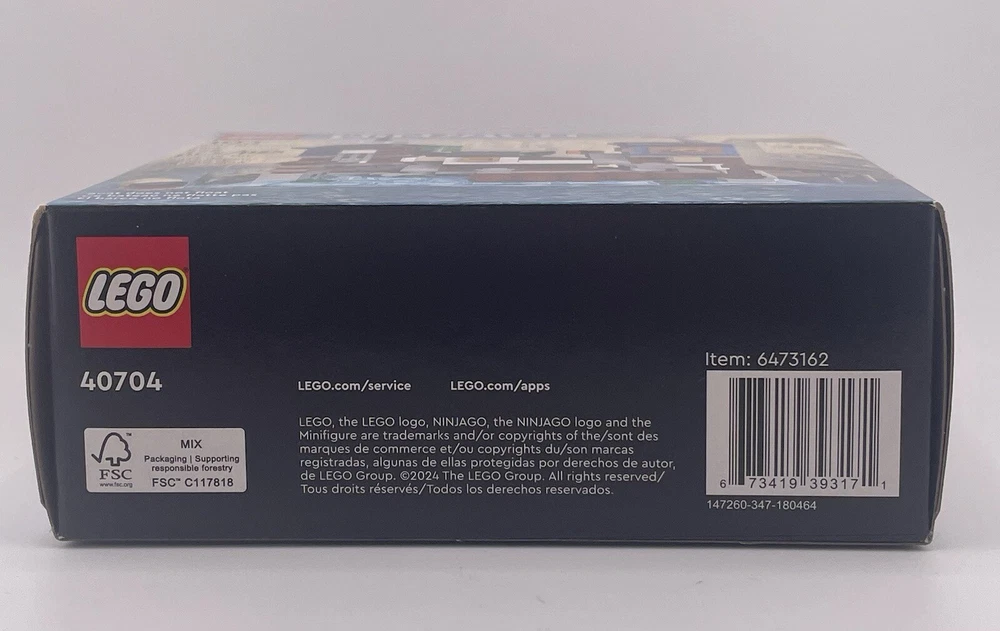 LEGO
40704
LEGO.com/service
LEGO.com/apps
Item: 6473162
FSC™
www.fsc.org
MIX
Packaging | Supporting
responsible forestry
FSC™ C117818
LEGO, the LEGO logo, NINJAGO, the NINJAGO logo and the
Minifigure are trademarks and/or copyrights of the/sont des
marques de commerce et/ou copyrights du/son marcas
registradas, algunas de ellas protegidas por derechos de autor,
de LEGO Group. ©2024 The LEGO Group. All rights reserved/
Tous droits réservés/Todos los derechos reservados.
6 73419 39317 1
147260-347-180464